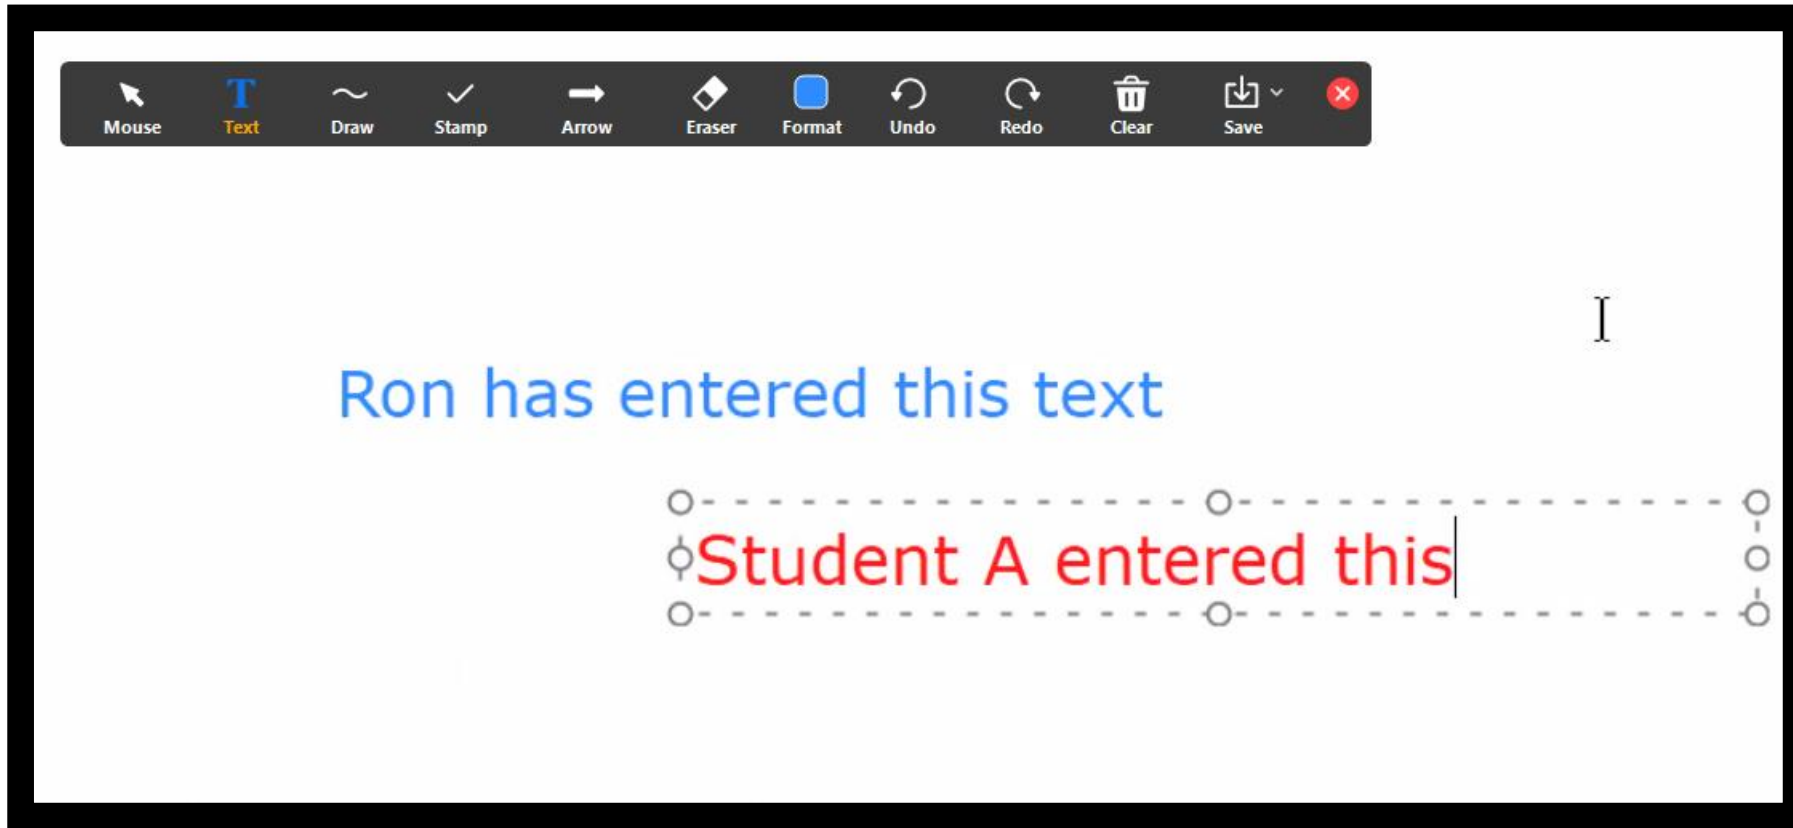 Mouse Text Draw Stamp Arrow Eraser Format Undo Redo Clear Save
Ron has entered this text
Student A entered this